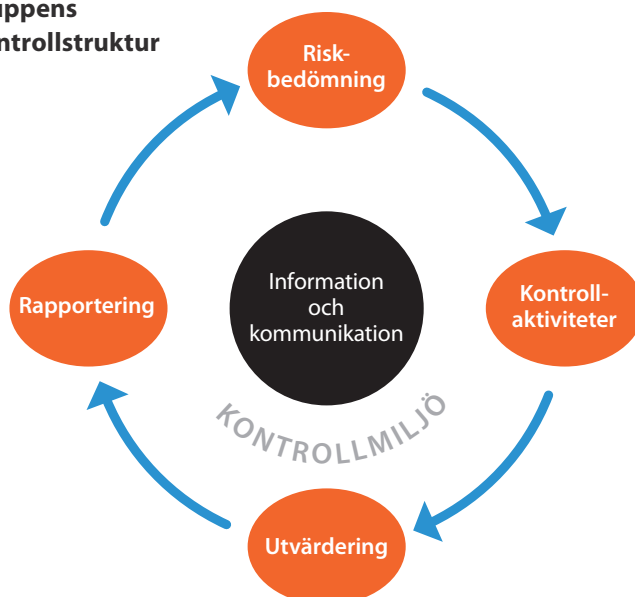 uppens
ntrollstruktur
Risk-
bedömning
Rapportering
Information
och
kommunikation
Kontroll-
aktiviteter
KONTROLLMILJÖ
Utvärdering